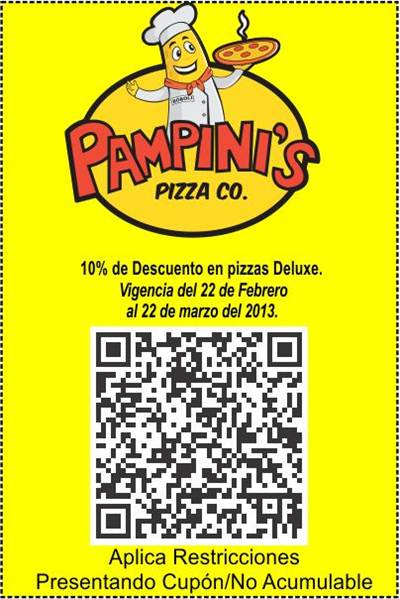 ROBOLI
PAMPINI'S
PIZZA CO.
10% de Descuento en pizzas Deluxe.
Vigencia del 22 de Febrero
al 22 de marzo del 2013.
Aplica Restricciones
Presentando Cupón/No Acumulable